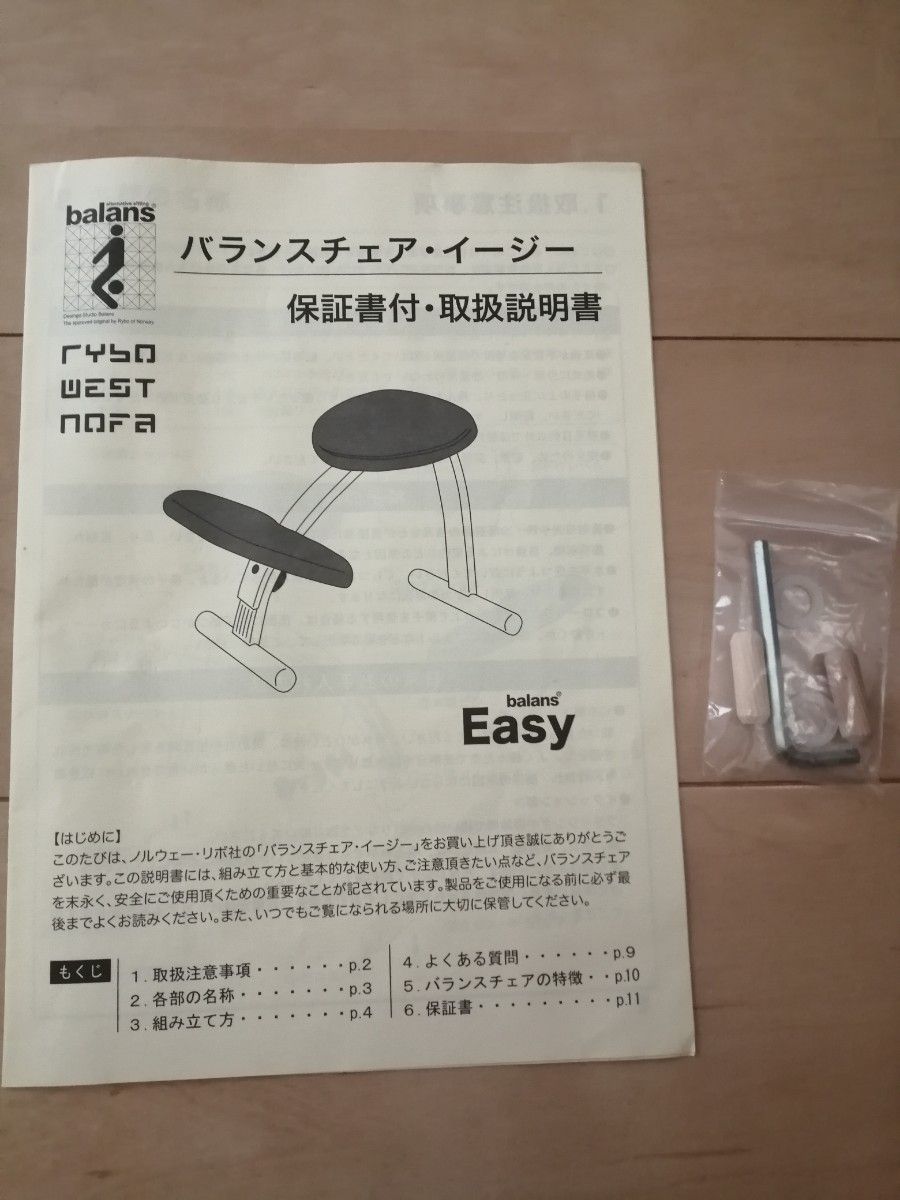 alternative sitting
balans®
Design: Studio Balans
The approved original by Rybo of Norway
rybo
WEST
NOFA
バランスチェア・イージー
保証書付・取扱説明書
balans®
Easy
【はじめに】
このたびは、ノルウェー・リボ社の「バランスチェア・イージー」をお買い上げ頂き誠にありがとうご
ざいます。この説明書には、組み立て方と基本的な使い方、ご注意頂きたい点など、バランスチェア
を末永く、安全にご使用頂くための重要なことが記されています。製品をご使用になる前に必ず最
後までよくお読みください。また、いつでもご覧になられる場所に大切に保管してください。
もくじ
1.取扱注意事項・・・・・・p.2
2.各部の名称・・・・・・・p.3
3.組み立て方・・・・・・・p.4
4.よくある質問・・・・・・p.9
5.バランスチェアの特徴・・p.10
6.保証書・・・・・・・・・p.11